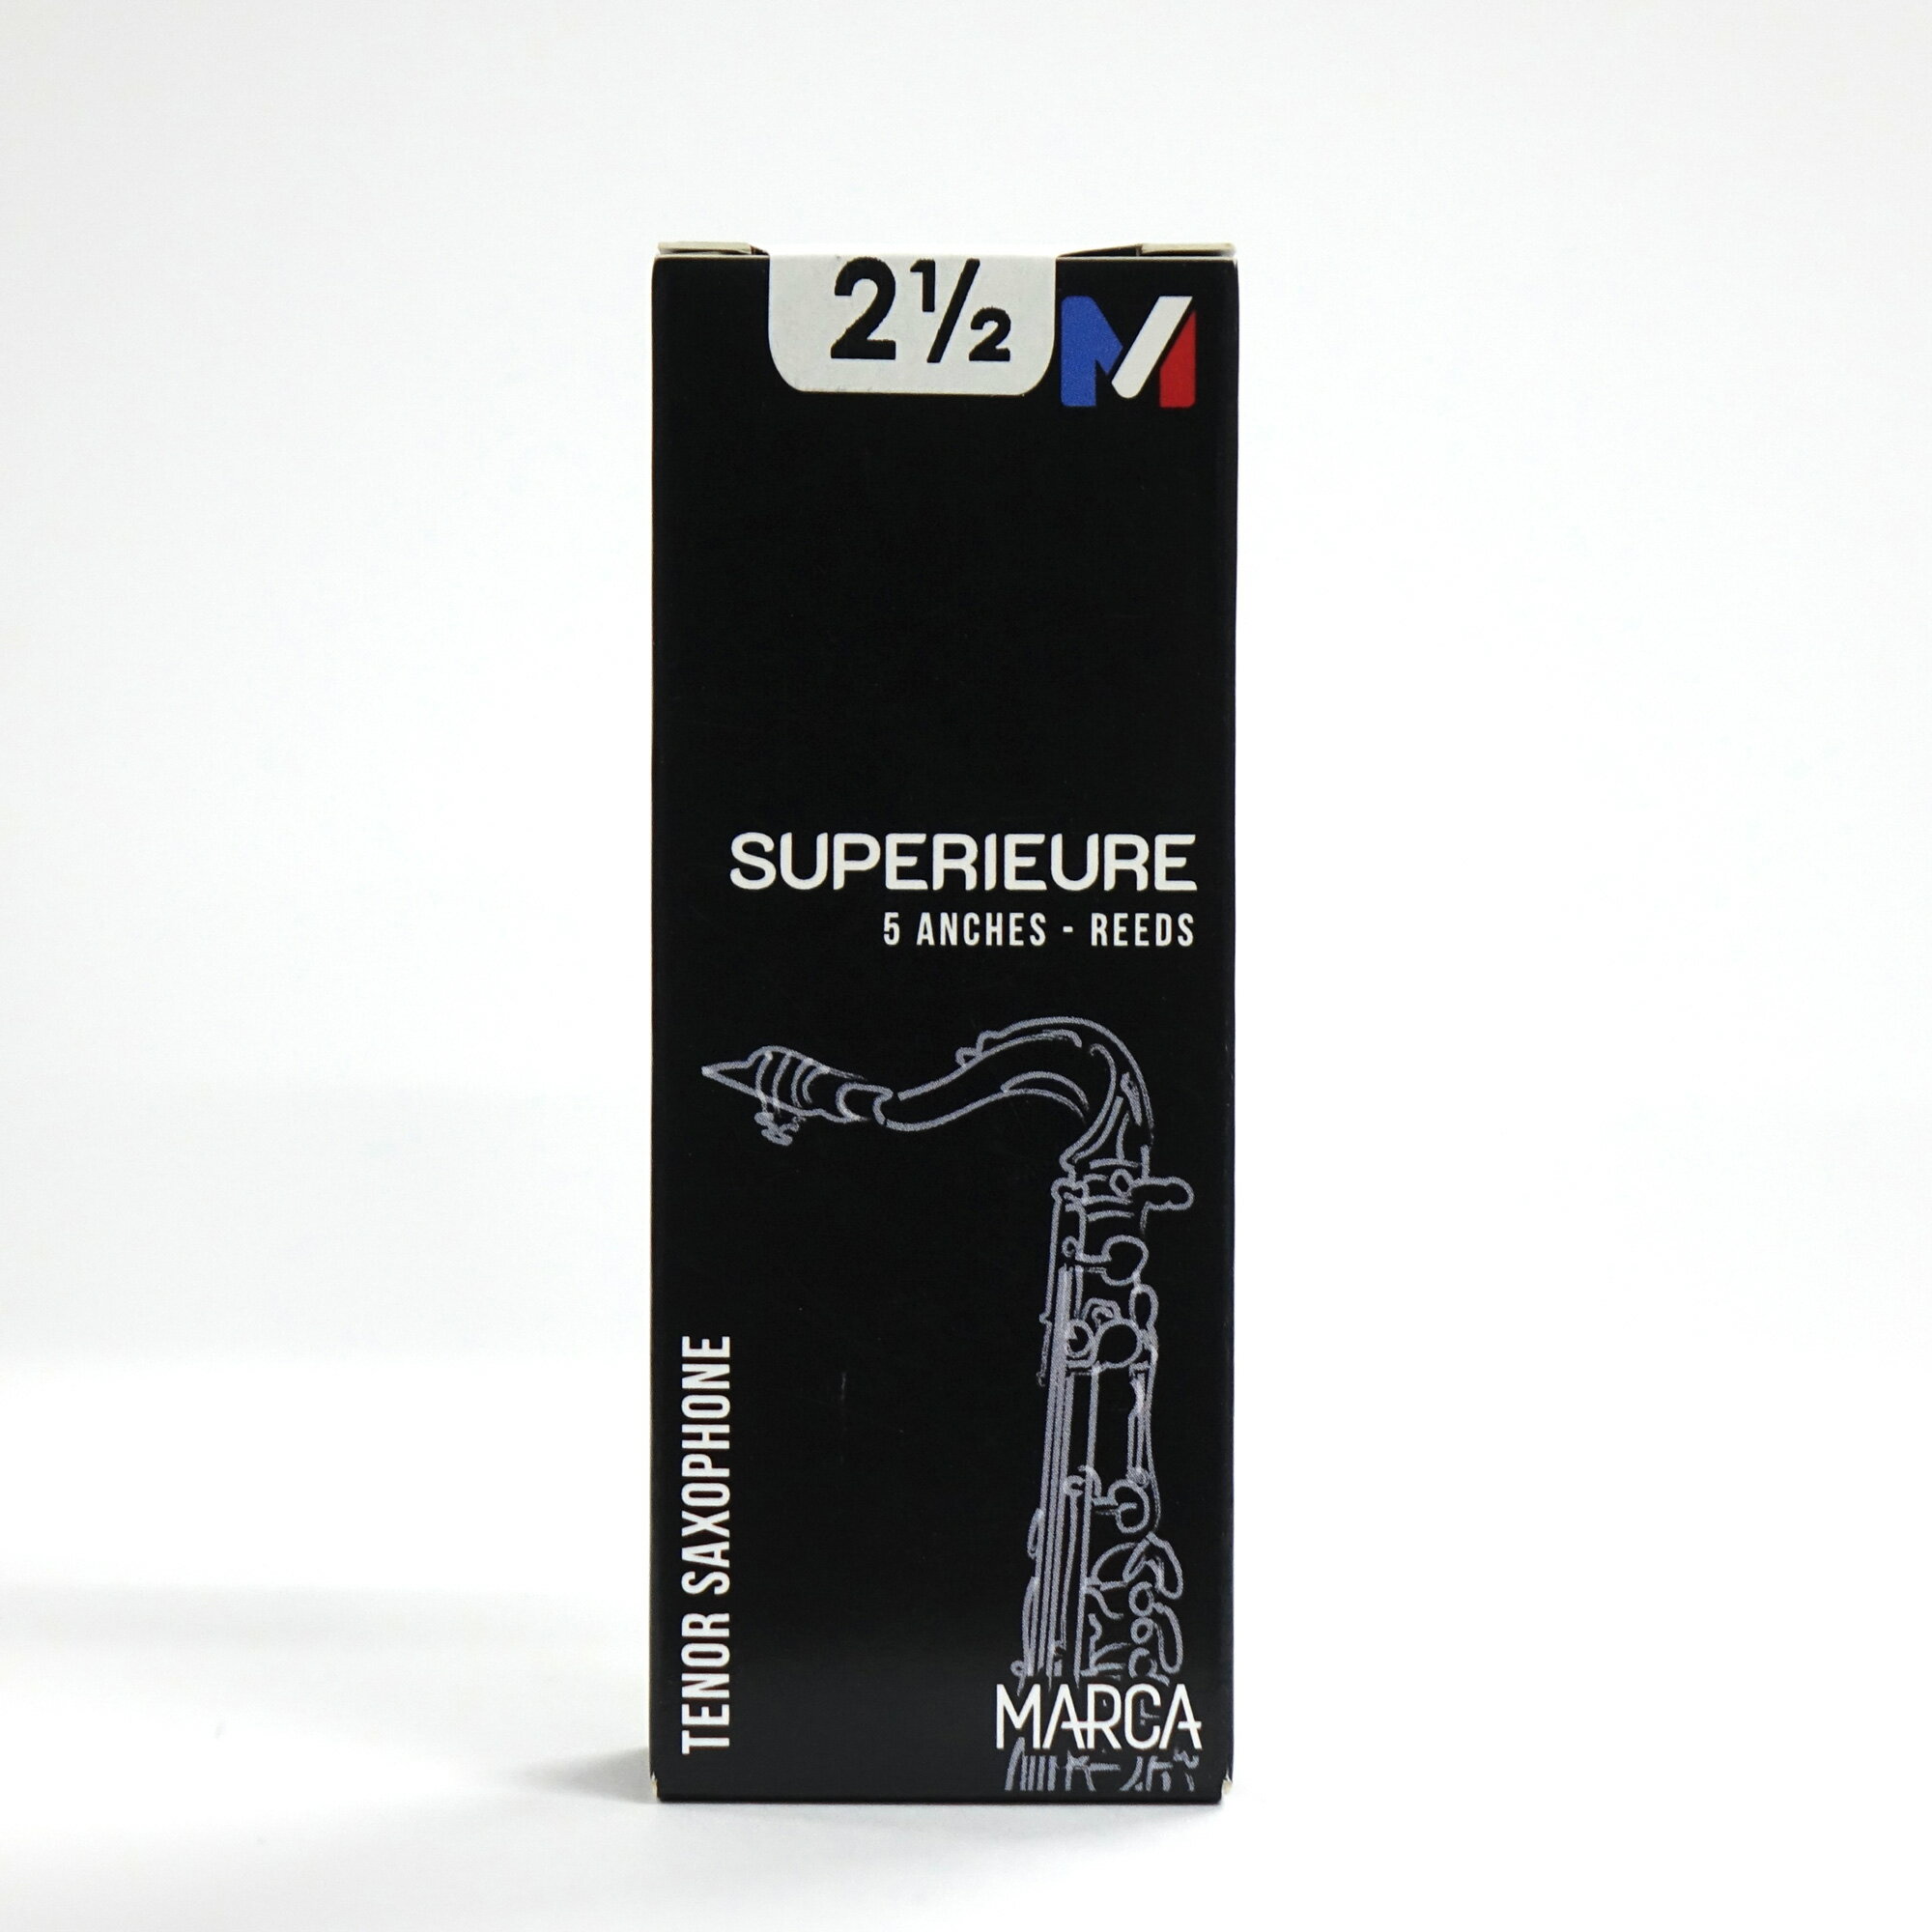 2½
M
SUPERIEURE
5 ANCHES - REEDS
TENOR SAXOPHONE
MARCA